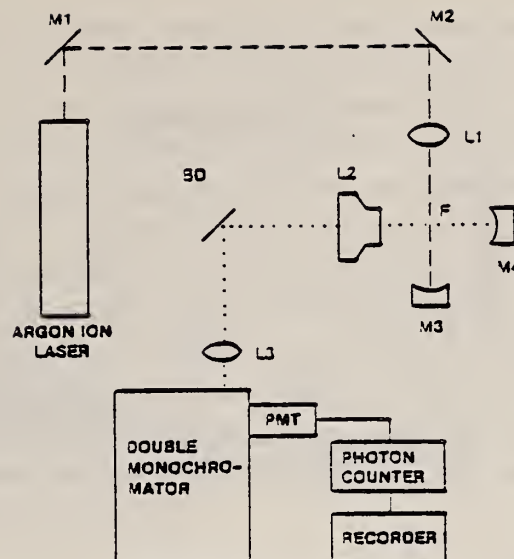 M1
M2
L1
L2
BD
F
M4
M3
ARGON ION
LASER
L3
PMT
DOUBLE
MONOCHRO-
MATOR
PHOTON
COUNTER
RECORDER